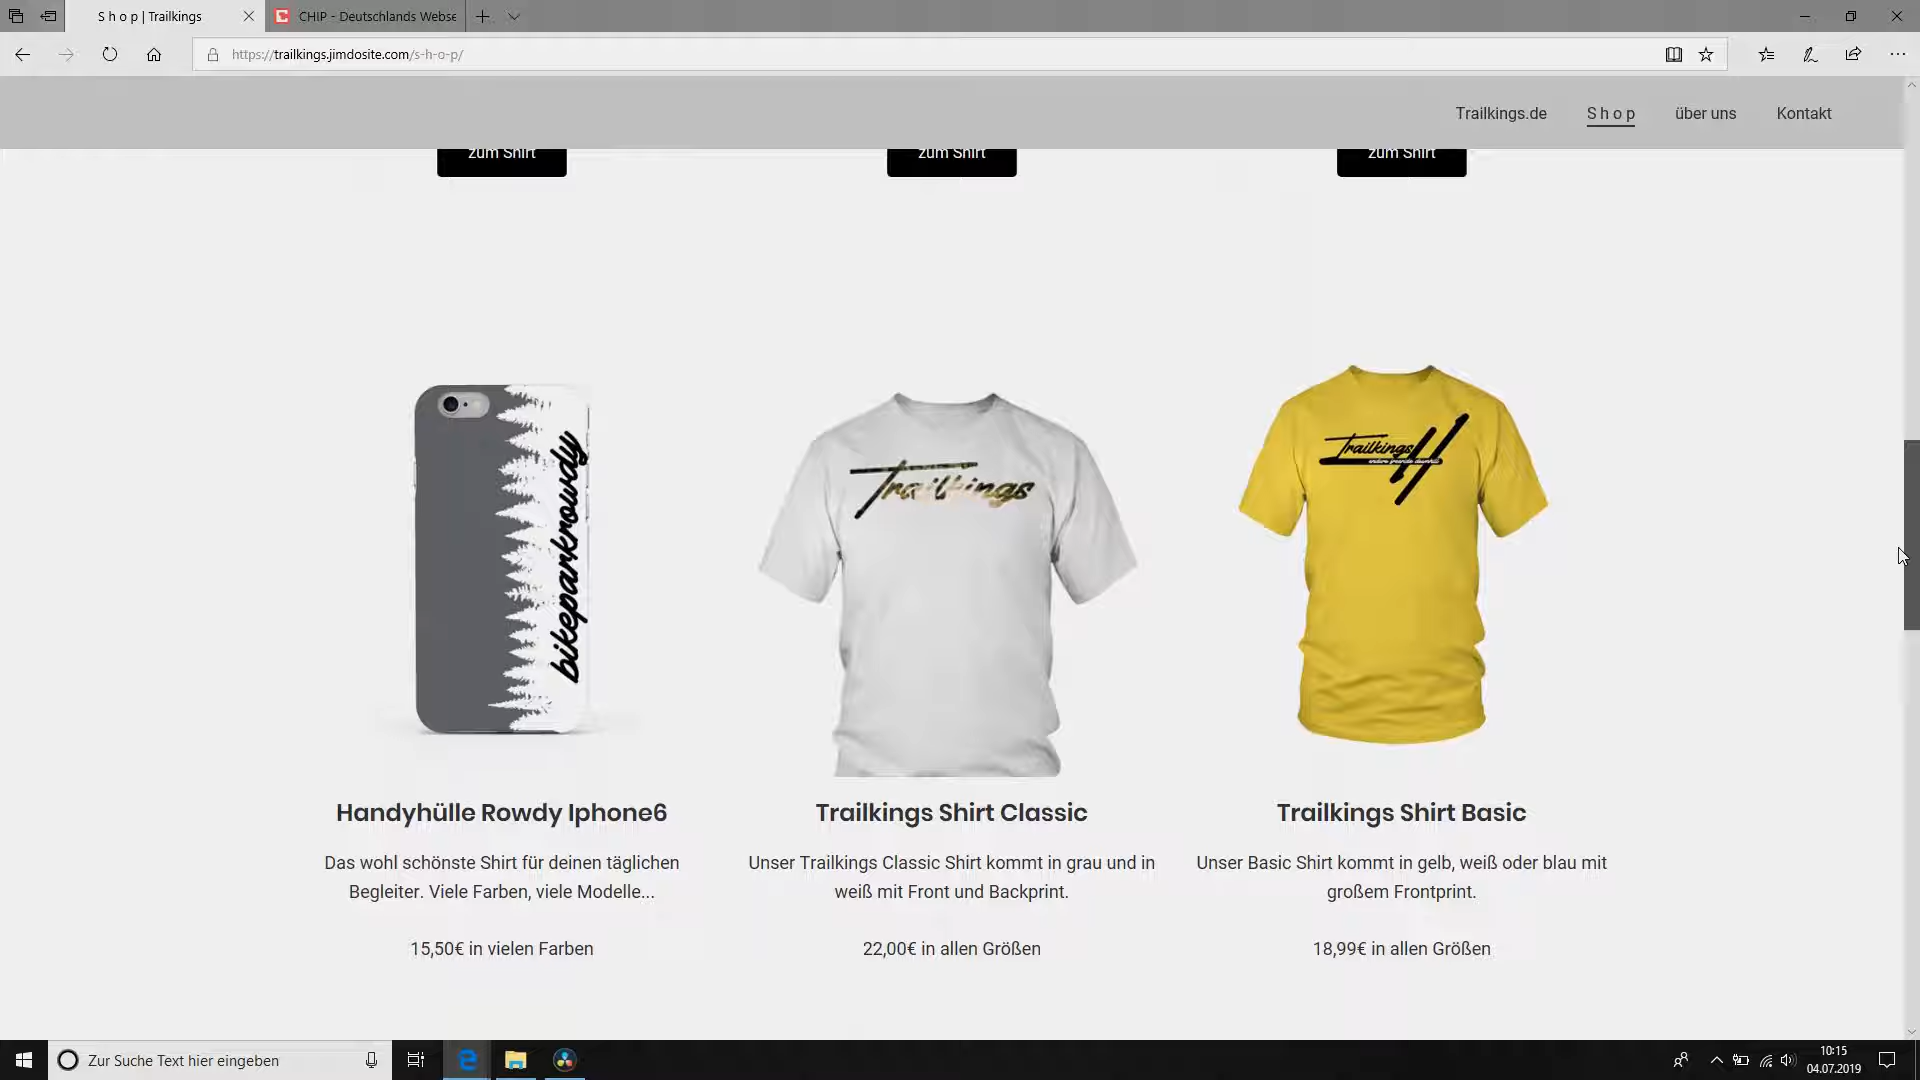 S h o p | Trailkings
CHIP - Deutschlands Webse
https://trailkings.jimdosite.com/s-h-o-p/
Trailkings.de S h o p über uns Kontakt
zum Shirt zum Shirt zum Shirt
bikeparkrowdy
Trailkings
Trailkings
enduro freeride downhill
Handyhülle Rowdy Iphone6
Das wohl schönste Shirt für deinen täglichen
Begleiter. Viele Farben, viele Modelle...
15,50€ in vielen Farben
Trailkings Shirt Classic
Unser Trailkings Classic Shirt kommt in grau und in
weiß mit Front und Backprint.
22,00€ in allen Größen
Trailkings Shirt Basic
Unser Basic Shirt kommt in gelb, weiß oder blau mit
großem Frontprint.
18,99€ in allen Größen
Zur Suche Text hier eingeben
10:15
04.07.2019